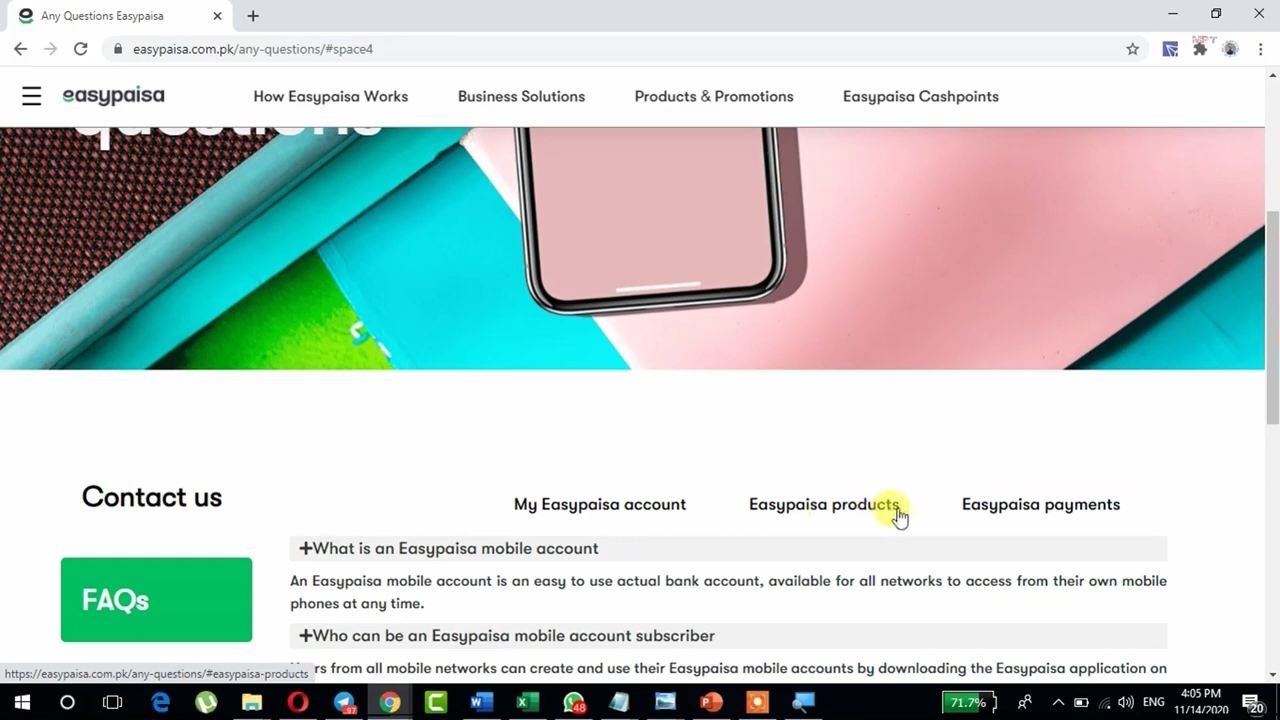 Any Questions Easypaisa
easypaisa.com.pk/any-questions/#space4
easypaisa
How Easypaisa Works
Business Solutions
Products & Promotions
Easypaisa Cashpoints
questions
Contact us
My Easypaisa account
Easypaisa products
Easypaisa payments
What is an Easypaisa mobile account
An Easypaisa mobile account is an easy to use actual bank account, available for all networks to access from their own mobile
phones at any time.
FAQs
Who can be an Easypaisa mobile account subscriber
from all mobile networks can create and use their Easypaisa mobile accounts by downloading the Easypaisa application on
https://easypaisa.com.pk/any-questions/#easypaisa-products
97
48
71.7%
ENG
4:05 PM
11/14/2020
20